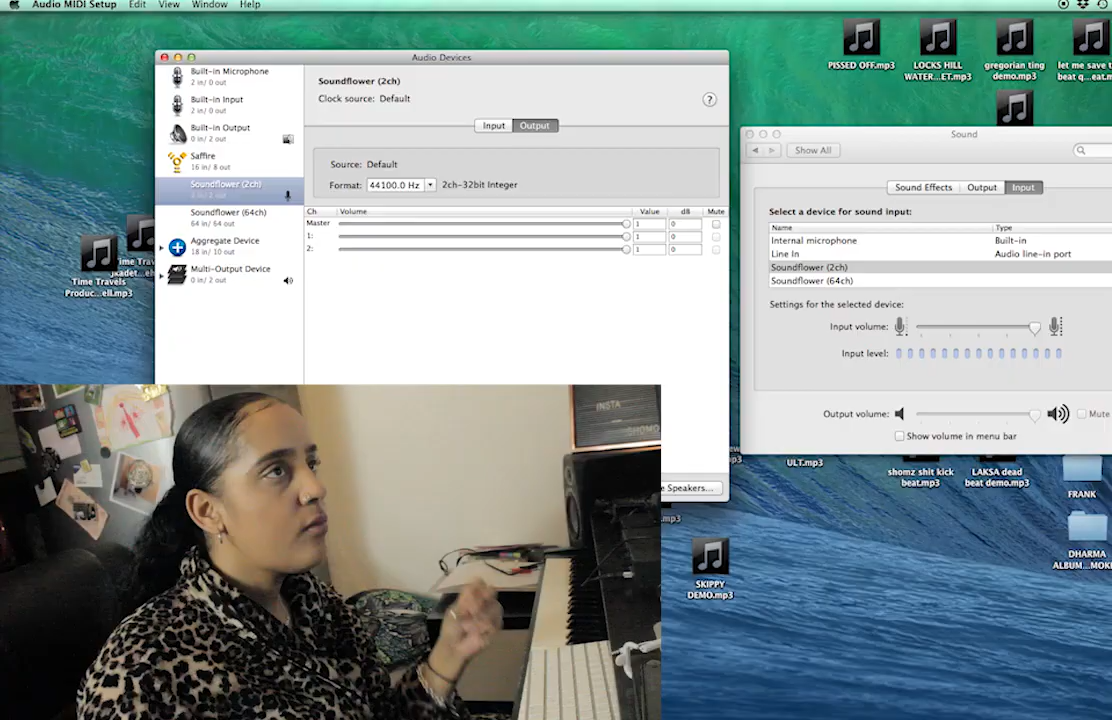 Audio MIDI Setup Edit View Window Help
PISSED OFF.mp3
LOCKS HILL
WATER...ET.mp3
gregorian ting
demo.mp3
let me save t
beat q...eat.m
Audio Devices
Built-in Microphone
2 in/ 0 out
Built-in Input
2 in/ 0 out
Built-in Output
0 in/ 2 out
Saffire
16 in/ 8 out
Soundflower (2ch)
Soundflower (64ch)
64 in/ 64 out
Aggregate Device
18 in/ 10 out
Multi-Output Device
0 in/ 2 out
Soundflower (2ch)
Clock source: Default
?
Input Output
Source: Default
Format: 44100.0 Hz 2ch-32bit Integer
Ch Volume Value dB Mute
Master 1 0
1: 1 0
2: 1 0
Sound
Show All
Sound Effects Output Input
Select a device for sound input:
Name Type
Internal microphone Built-in
Line In Audio line-in port
Soundflower (2ch)
Soundflower (64ch)
Settings for the selected device:
Input volume:
Input level:
Output volume: Mute
Show volume in menu bar
Time Tra
Time Travels
Produc...ell.mp3
e Speakers...
ULT.mp3
shomz shit kick
beat.mp3
LAKSA dead
beat demo.mp3
FRANK
.mp3
SKIPPY
DEMO.mp3
DHARMA
ALBUM...MOK
INSTA
SHOMO